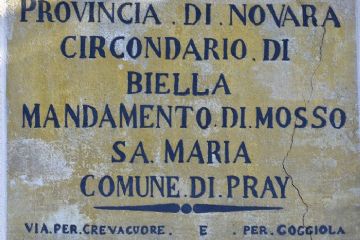 PROVINCIA . DI . NOVARA
CIRCONDARIO . DI
BIELLA
MANDAMENTO . DI . MOSSO
SA . MARIA
COMUNE . DI . PRAY
VIA . PER . CREVACUORE . E . PER . COGGIOLA